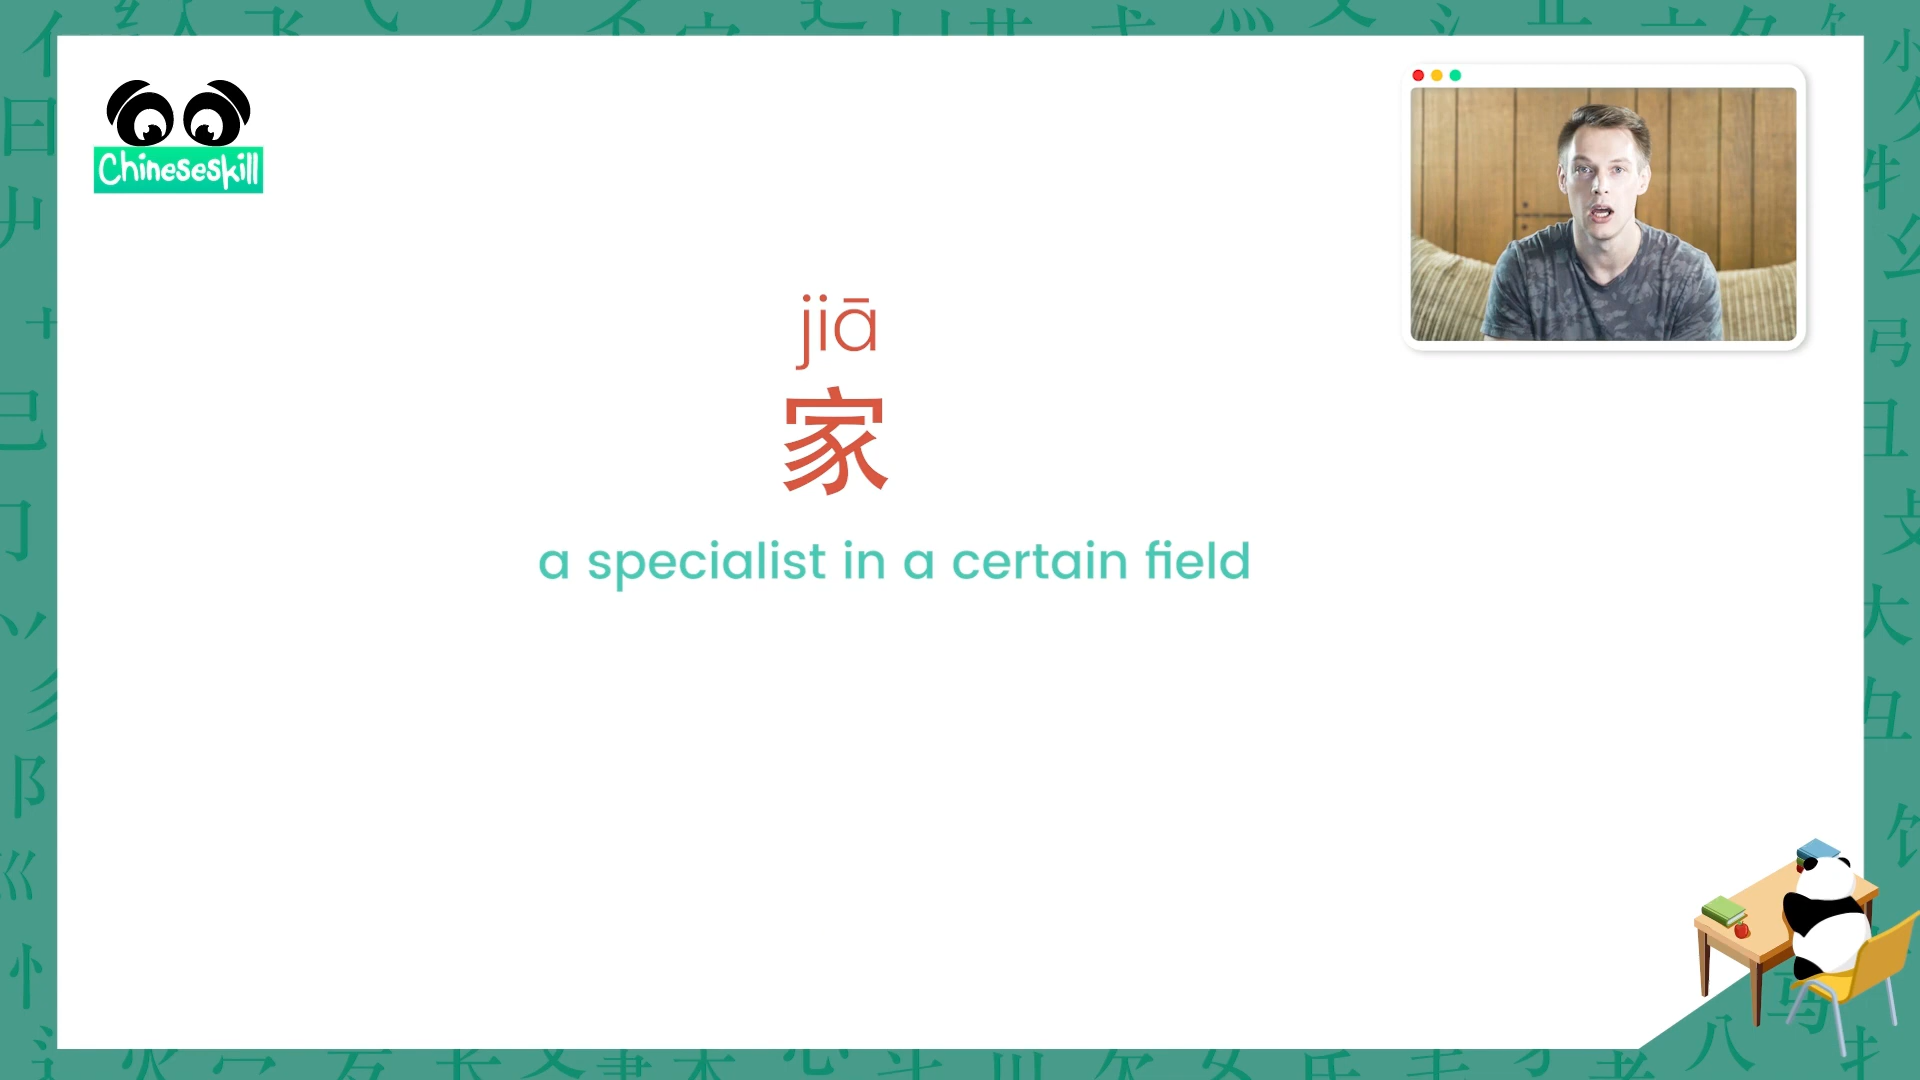 Chineseskill
jiā
家
a specialist in a certain field